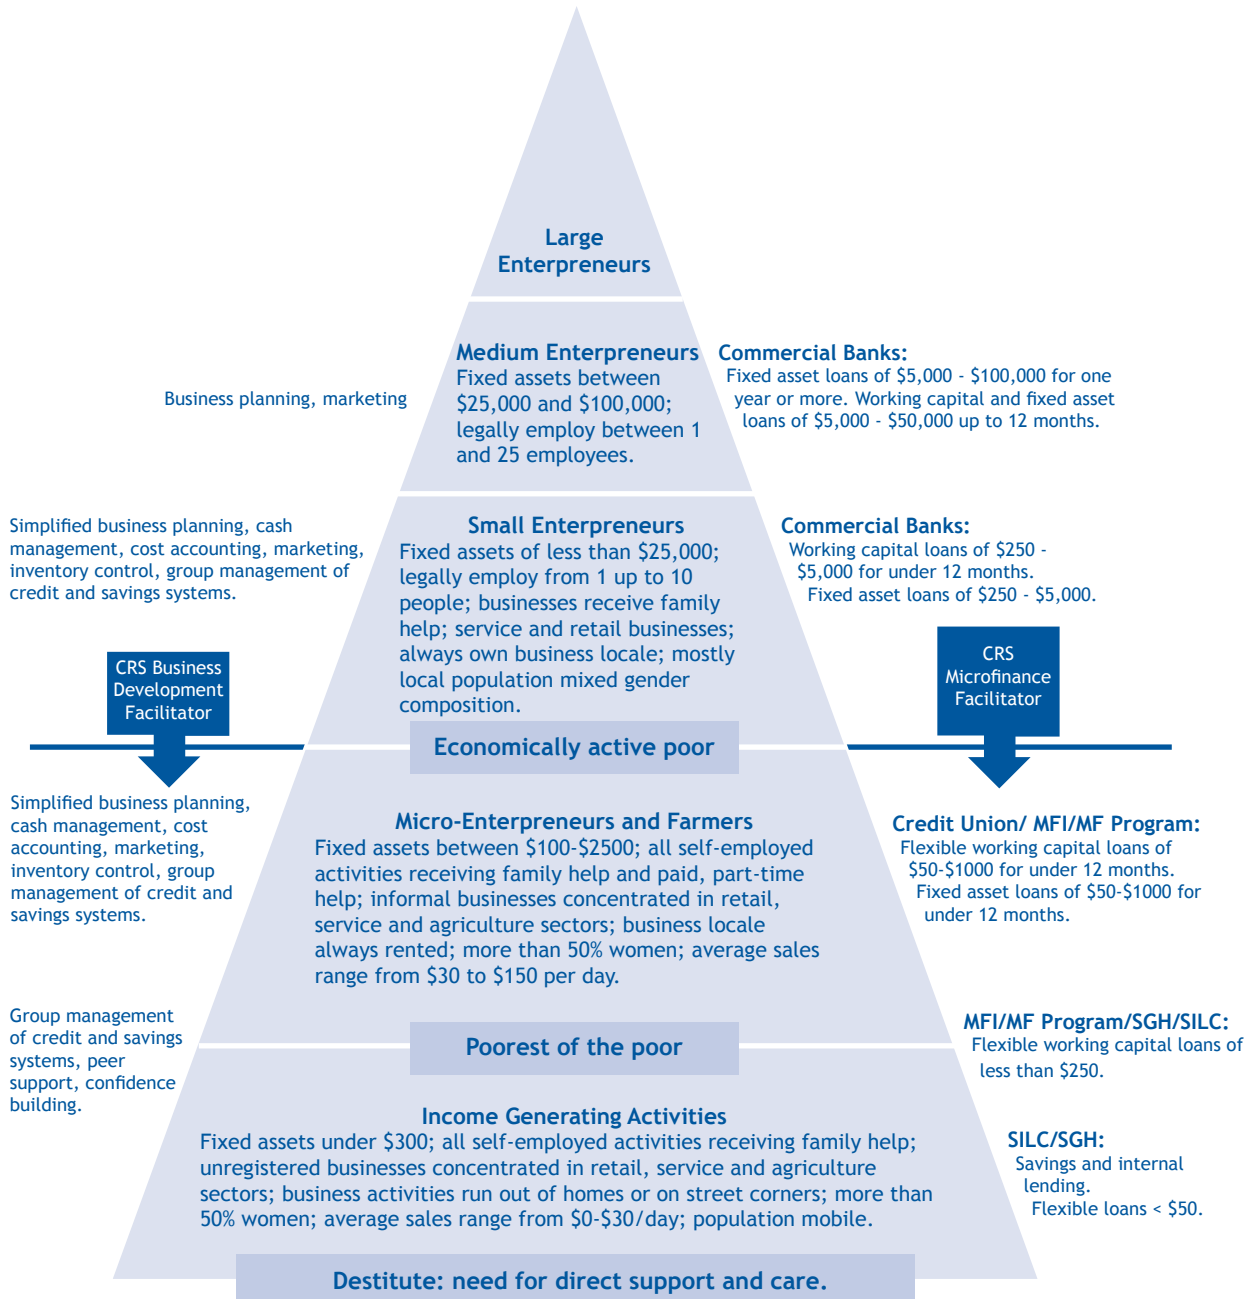 Large
Enterpreneurs
Medium Enterpreneurs
Fixed assets between
$25,000 and $100,000;
legally employ between 1
and 25 employees.
Business planning, marketing
Commercial Banks:
Fixed asset loans of $5,000 - $100,000 for one
year or more. Working capital and fixed asset
loans of $5,000 - $50,000 up to 12 months.
Simplified business planning, cash
management, cost accounting, marketing,
inventory control, group management of
credit and savings systems.
Small Enterpreneurs
Fixed assets of less than $25,000;
legally employ from 1 up to 10
people; businesses receive family
help; service and retail businesses;
always own business locale; mostly
local population mixed gender
composition.
Commercial Banks:
Working capital loans of $250 -
$5,000 for under 12 months.
Fixed asset loans of $250 - $5,000.
CRS Business
Development
Facilitator
CRS
Microfinance
Facilitator
Economically active poor
Simplified business planning,
cash management, cost
accounting, marketing,
inventory control, group
management of credit and
savings systems.
Micro-Enterpreneurs and Farmers
Fixed assets between $100-$2500; all self-employed
activities receiving family help and paid, part-time
help; informal businesses concentrated in retail,
service and agriculture sectors; business locale
always rented; more than 50% women; average sales
range from $30 to $150 per day.
Credit Union/ MFI/MF Program:
Flexible working capital loans of
$50-$1000 for under 12 months.
Fixed asset loans of $50-$1000 for
under 12 months.
Group management
of credit and savings
systems, peer
support, confidence
building.
Poorest of the poor
MFI/MF Program/SGH/SILC:
Flexible working capital loans of
less than $250.
Income Generating Activities
Fixed assets under $300; all self-employed activities receiving family help;
unregistered businesses concentrated in retail, service and agriculture
sectors; business activities run out of homes or on street corners; more than
50% women; average sales range from $0-$30/day; population mobile.
SILC/SGH:
Savings and internal
lending.
Flexible loans < $50.
Destitute: need for direct support and care.